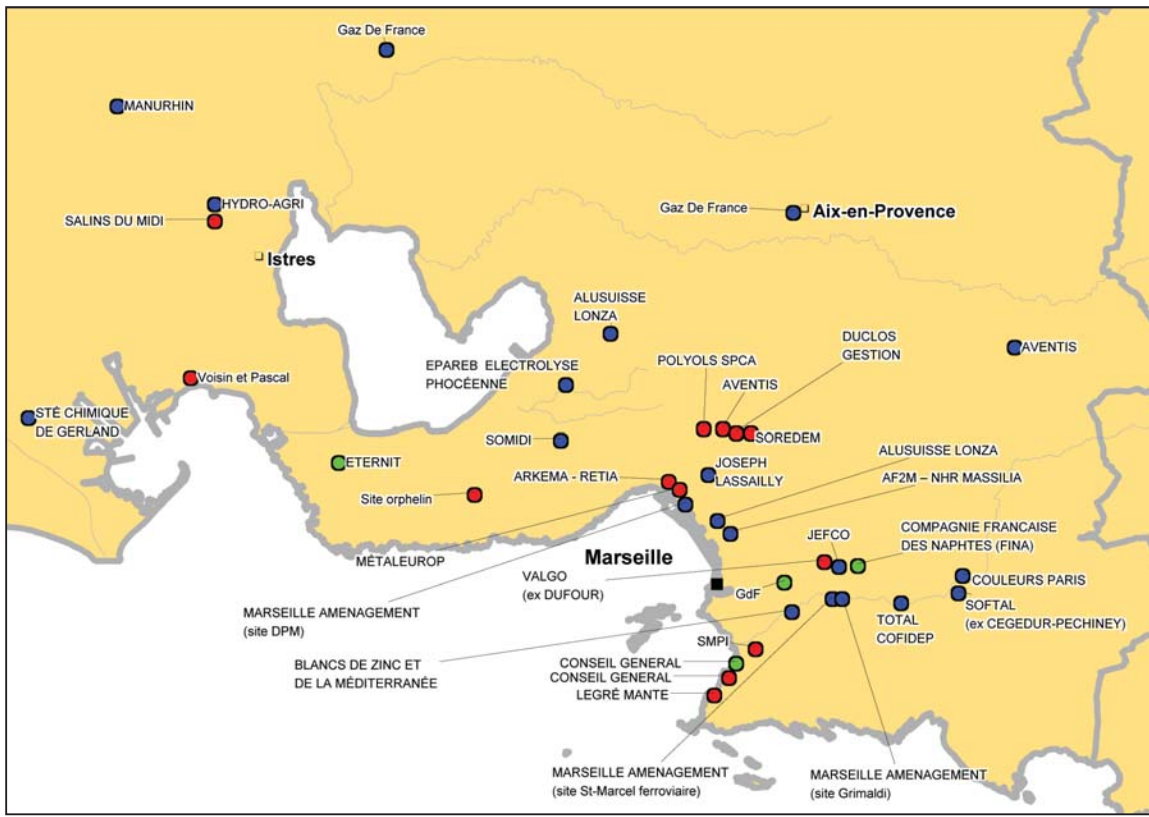 Gaz De France
MANURHIN
HYDRO-AGRI
SALINS DU MIDI
Gaz De France
Aix-en-Provence
Istres
ALUSUISSE
LONZA
DUCLOS
GESTION
AVENTIS
EPAREB ELECTROLYSE
PHOCÉENNE
POLYOLS SPCA
AVENTIS
Voisin et Pascal
STÉ CHIMIQUE
DE GERLAND
SOMIDI
SOREDEM
ALUSUISSE LONZA
ETERNIT
ARKEMA - RETIA
JOSEPH
LASSAILLY
AF2M – NHR MASSILIA
Site orphelin
COMPAGNIE FRANCAISE
DES NAPHTES (FINA)
JEFCO
MÉTALEUROP
Marseille
VALGO
(ex DUFOUR)
GdF
COULEURS PARIS
SOFTAL
(ex CEGEDUR-PECHINEY)
MARSEILLE AMENAGEMENT
(site DPM)
TOTAL
COFIDEP
SMPI
BLANCS DE ZINC ET
DE LA MÉDITERRANÉE
CONSEIL GENERAL
CONSEIL GENERAL
LEGRÉ MANTE
MARSEILLE AMENAGEMENT
(site St-Marcel ferroviaire)
MARSEILLE AMENAGEMENT
(site Grimaldi)